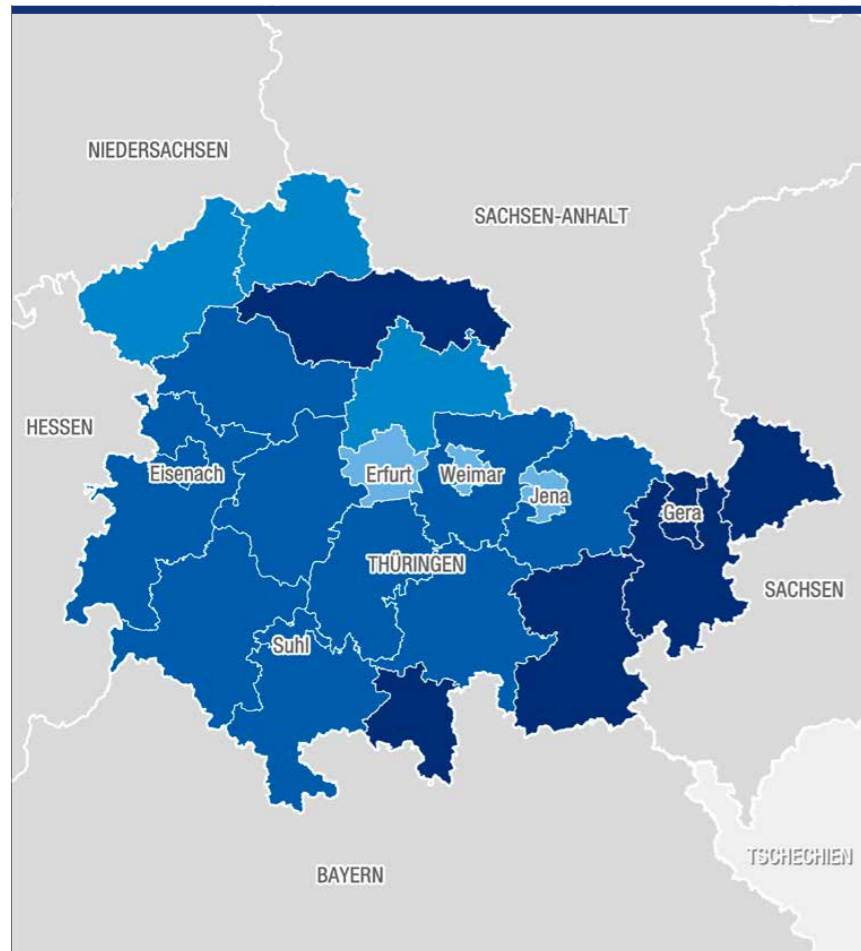 NIEDERSACHSEN
SACHSEN-ANHALT
HESSEN
Eisenach
Erfurt
Weimar
Jena
Gera
THÜRINGEN
SACHSEN
Suhl
TSCHECHIEN
BAYERN